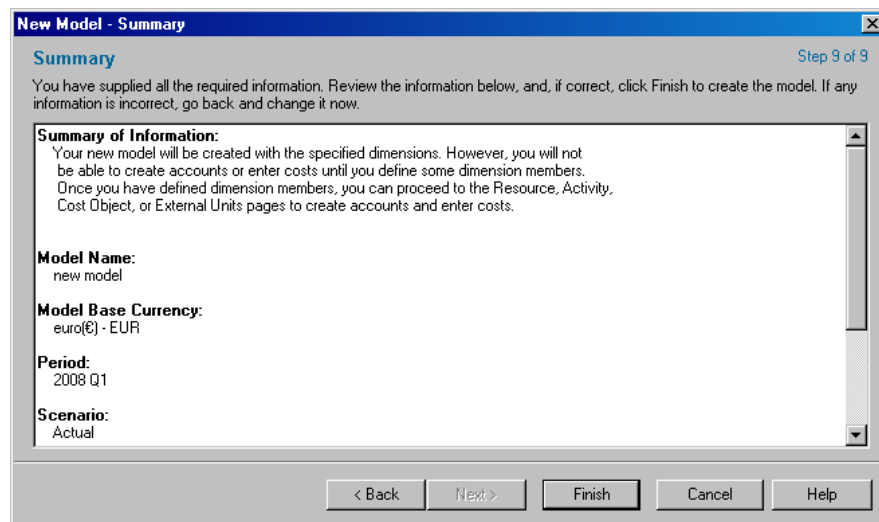 New Model - Summary
Summary
Step 9 of 9
You have supplied all the required information. Review the information below, and, if correct, click Finish to create the model. If any
information is incorrect, go back and change it now.
Summary of Information:
Your new model will be created with the specified dimensions. However, you will not
be able to create accounts or enter costs until you define some dimension members.
Once you have defined dimension members, you can proceed to the Resource, Activity,
Cost Object, or External Units pages to create accounts and enter costs.
Model Name:
new model
Model Base Currency:
euro(€) - EUR
Period:
2008 Q1
Scenario:
Actual
< Back
Next >
Finish
Cancel
Help